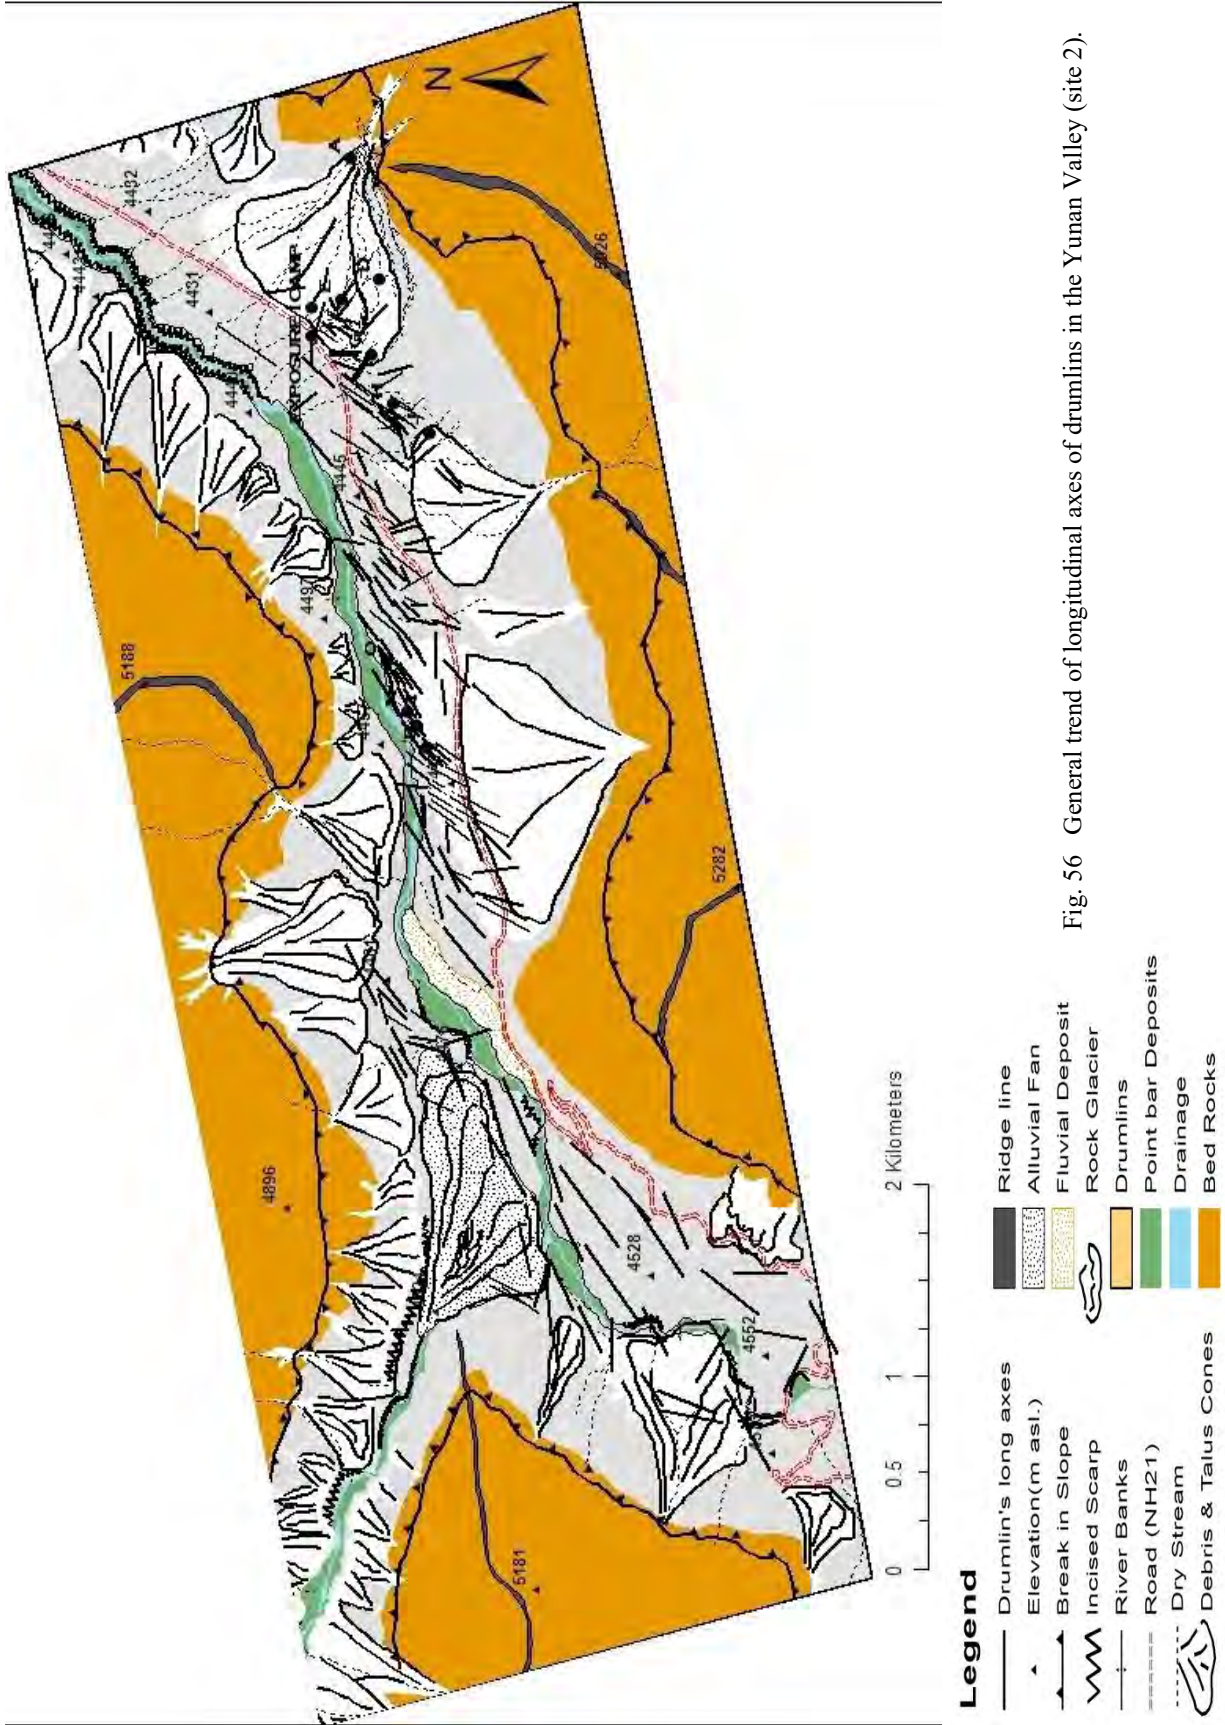 N
A
4432
4431
EXPOSURE 1 CAMP
5026
4445
5188
5282
4896
4528
4552
5181
0
0.5
1
2 Kilometers
Legend
Drumlin's long axes
Elevation(m asl.)
Break in Slope
Incised Scarp
River Banks
Road (NH21)
Dry Stream
Debris & Talus Cones
Ridge line
Alluvial Fan
Fluvial Deposit
Rock Glacier
Drumlins
Point bar Deposits
Drainage
Bed Rocks
Fig. 56 General trend of longitudinal axes of drumlins in the Yunan Valley (site 2).